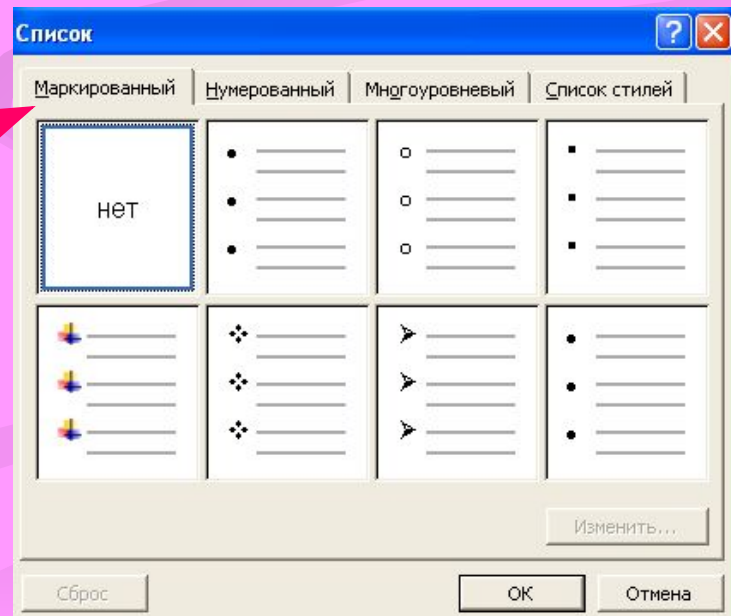 Список
Маркированный Нумерованный Многоуровневый Список стилей
нет
Изменить...
Сброс ОК Отмена